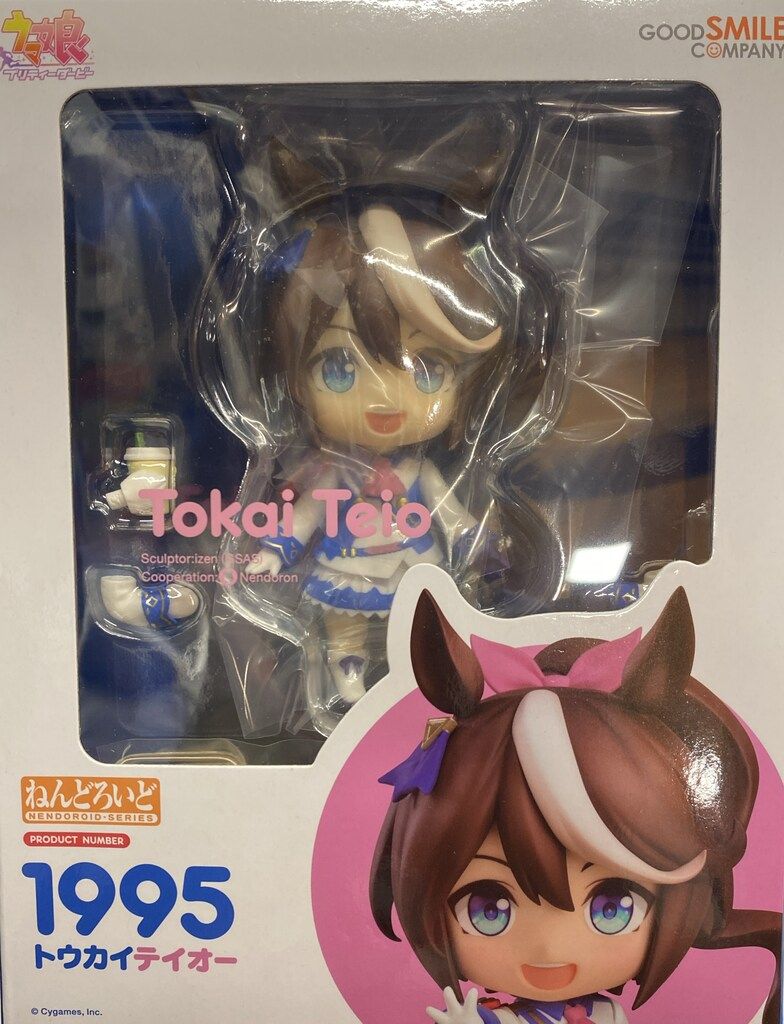 ウマ娘
プリティーダービー
GOODSMILE
COMPANY
Tokai Teio
Sculptor:izen (SSAS)
Cooperation: Nendoron
ねんどろいど
NENDOROID·SERIES
PRODUCT NUMBER
1995
トウカイテイオー
© Cygames, Inc.